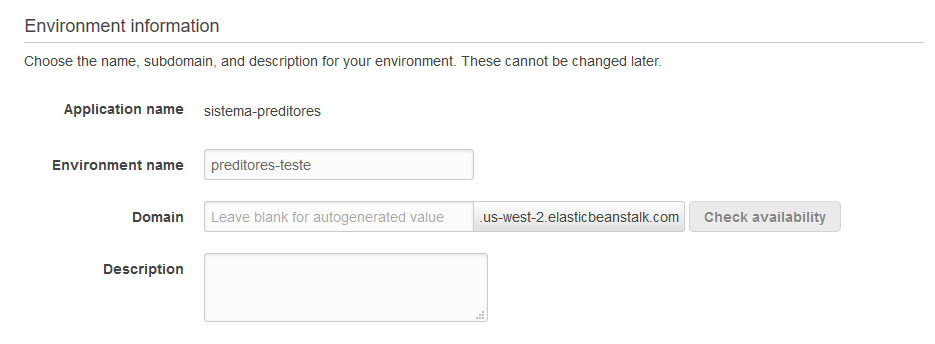 Environment information
Choose the name, subdomain, and description for your environment. These cannot be changed later.
Application name sistema-preditores
Environment name preditores-teste
Domain Leave blank for autogenerated value .us-west-2.elasticbeanstalk.com Check availability
Description